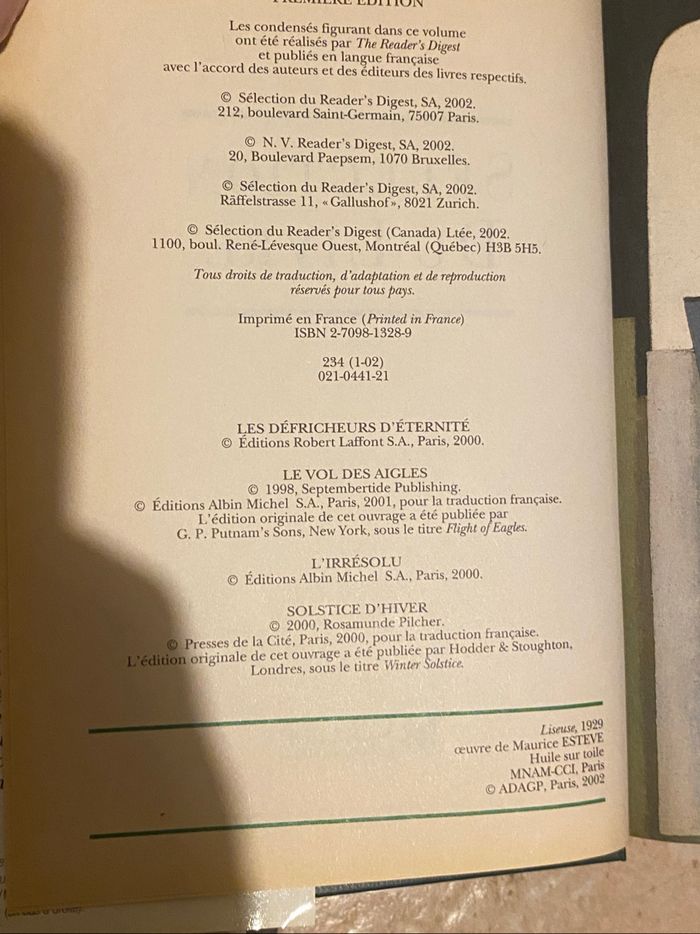 PREMIÈRE ÉDITION
Les condensés figurant dans ce volume
ont été réalisés par The Reader's Digest
et publiés en langue française
avec l'accord des auteurs et des éditeurs des livres respectifs.
© Sélection du Reader's Digest, SA, 2002.
212, boulevard Saint-Germain, 75007 Paris.
© N. V. Reader's Digest, SA, 2002.
20, Boulevard Paepsem, 1070 Bruxelles.
© Sélection du Reader's Digest, SA, 2002.
Räffelstrasse 11, « Gallushof », 8021 Zurich.
© Sélection du Reader's Digest (Canada) Ltée, 2002.
1100, boul. René-Lévesque Ouest, Montréal (Québec) H3B 5H5.
Tous droits de traduction, d'adaptation et de reproduction
réservés pour tous pays.
Imprimé en France (Printed in France)
ISBN 2-7098-1328-9
234 (1-02)
021-0441-21
LES DÉFRICHEURS D'ÉTERNITÉ
© Éditions Robert Laffont S.A., Paris, 2000.
LE VOL DES AIGLES
© 1998, Septembertide Publishing.
© Éditions Albin Michel S.A., Paris, 2001, pour la traduction française.
L'édition originale de cet ouvrage a été publiée par
G. P. Putnam's Sons, New York, sous le titre Flight of Eagles.
L'IRRÉSOLU
© Éditions Albin Michel S.A., Paris, 2000.
SOLSTICE D'HIVER
© 2000, Rosamunde Pilcher.
© Presses de la Cité, Paris, 2000, pour la traduction française.
L'édition originale de cet ouvrage a été publiée par Hodder & Stoughton,
Londres, sous le titre Winter Solstice.
Liseuse, 1929
œuvre de Maurice ESTEVE
Huile sur toile
MNAM-CCI, Paris
© ADAGP, Paris, 2002